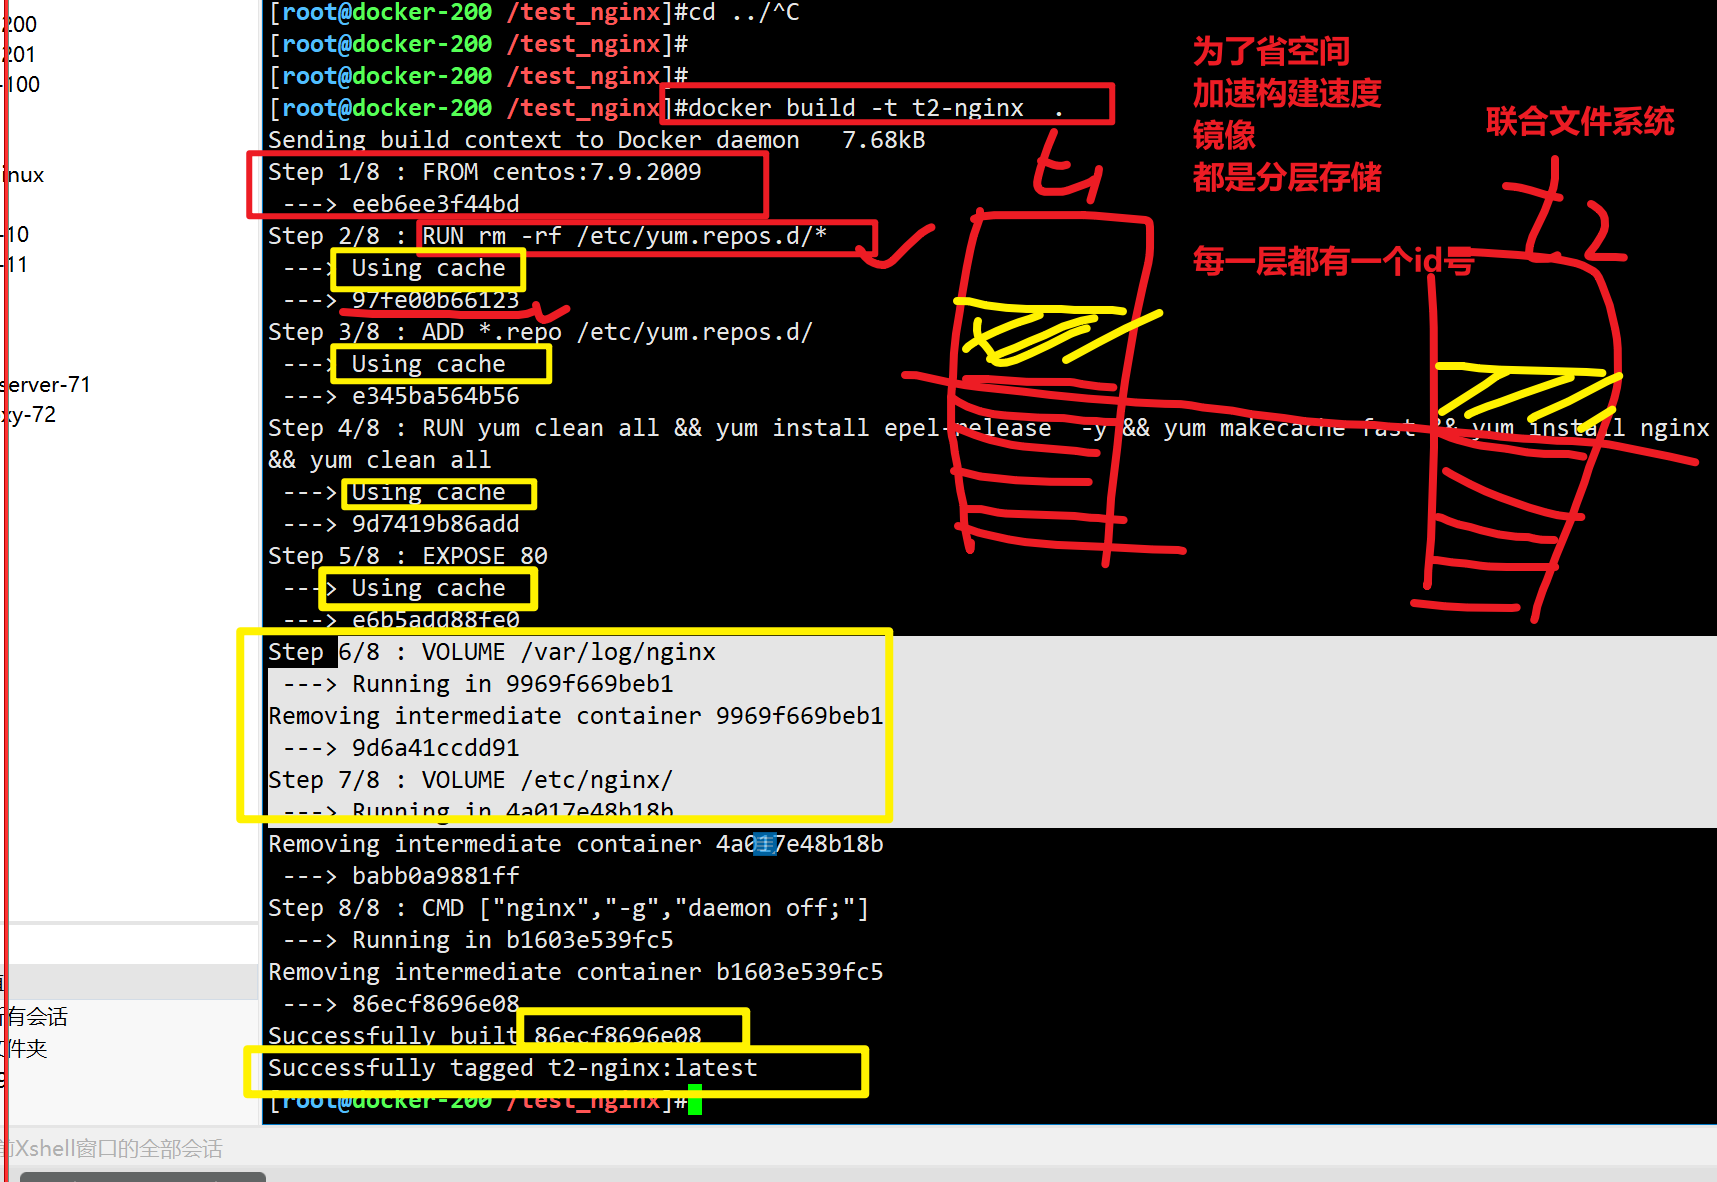 200
201
-100
inux
-10
-11
server-71
xy-72
所有会话
文件夹
前Xshell窗口的全部会话
[root@docker-200 /test_nginx]#cd ../^C
[root@docker-200 /test_nginx]#
[root@docker-200 /test_nginx]#
[root@docker-200 /test_nginx]#docker build -t t2-nginx  .
Sending build context to Docker daemon   7.68kB
Step 1/8 : FROM centos:7.9.2009
 ---> eeb6ee3f44bd
Step 2/8 : RUN rm -rf /etc/yum.repos.d/*
 ---> Using cache
 ---> 97fe00b66123
Step 3/8 : ADD *.repo /etc/yum.repos.d/
 ---> Using cache
 ---> e345ba564b56
Step 4/8 : RUN yum clean all && yum install epel-release  -y && yum makecache fast && yum install nginx
&& yum clean all
 ---> Using cache
 ---> 9d7419b86add
Step 5/8 : EXPOSE 80
 ---> Using cache
 ---> e6b5add88fe0
Step 6/8 : VOLUME /var/log/nginx
 ---> Running in 9969f669beb1
Removing intermediate container 9969f669beb1
 ---> 9d6a41ccdd91
Step 7/8 : VOLUME /etc/nginx/
 ---> Running in 4a017e48b18b
Removing intermediate container 4a017e48b18b
 ---> babb0a9881ff
Step 8/8 : CMD ["nginx","-g","daemon off;"]
 ---> Running in b1603e539fc5
Removing intermediate container b1603e539fc5
 ---> 86ecf8696e08
Successfully built 86ecf8696e08
Successfully tagged t2-nginx:latest
[root@docker-200 /test_nginx]#
为了省空间
加速构建速度
镜像
都是分层存储
联合文件系统
每一层都有一个id号
t1
t2